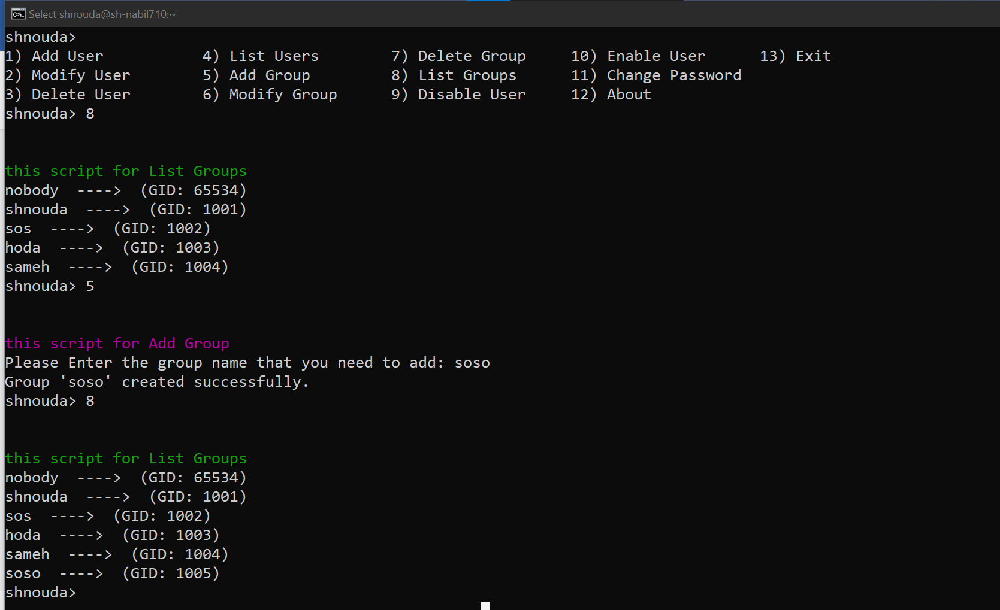 Select shnouda@sh-nabil710:~
shnouda>
1) Add User           4) List Users        7) Delete Group     10) Enable User      13) Exit
2) Modify User        5) Add Group         8) List Groups      11) Change Password
3) Delete User        6) Modify Group      9) Disable User     12) About
shnouda> 8
this script for List Groups
nobody  ---->  (GID: 65534)
shnouda  ---->  (GID: 1001)
sos  ---->  (GID: 1002)
hoda  ---->  (GID: 1003)
sameh  ---->  (GID: 1004)
shnouda> 5
this script for Add Group
Please Enter the group name that you need to add: soso
Group 'soso' created successfully.
shnouda> 8
this script for List Groups
nobody  ---->  (GID: 65534)
shnouda  ---->  (GID: 1001)
sos  ---->  (GID: 1002)
hoda  ---->  (GID: 1003)
sameh  ---->  (GID: 1004)
soso  ---->  (GID: 1005)
shnouda>